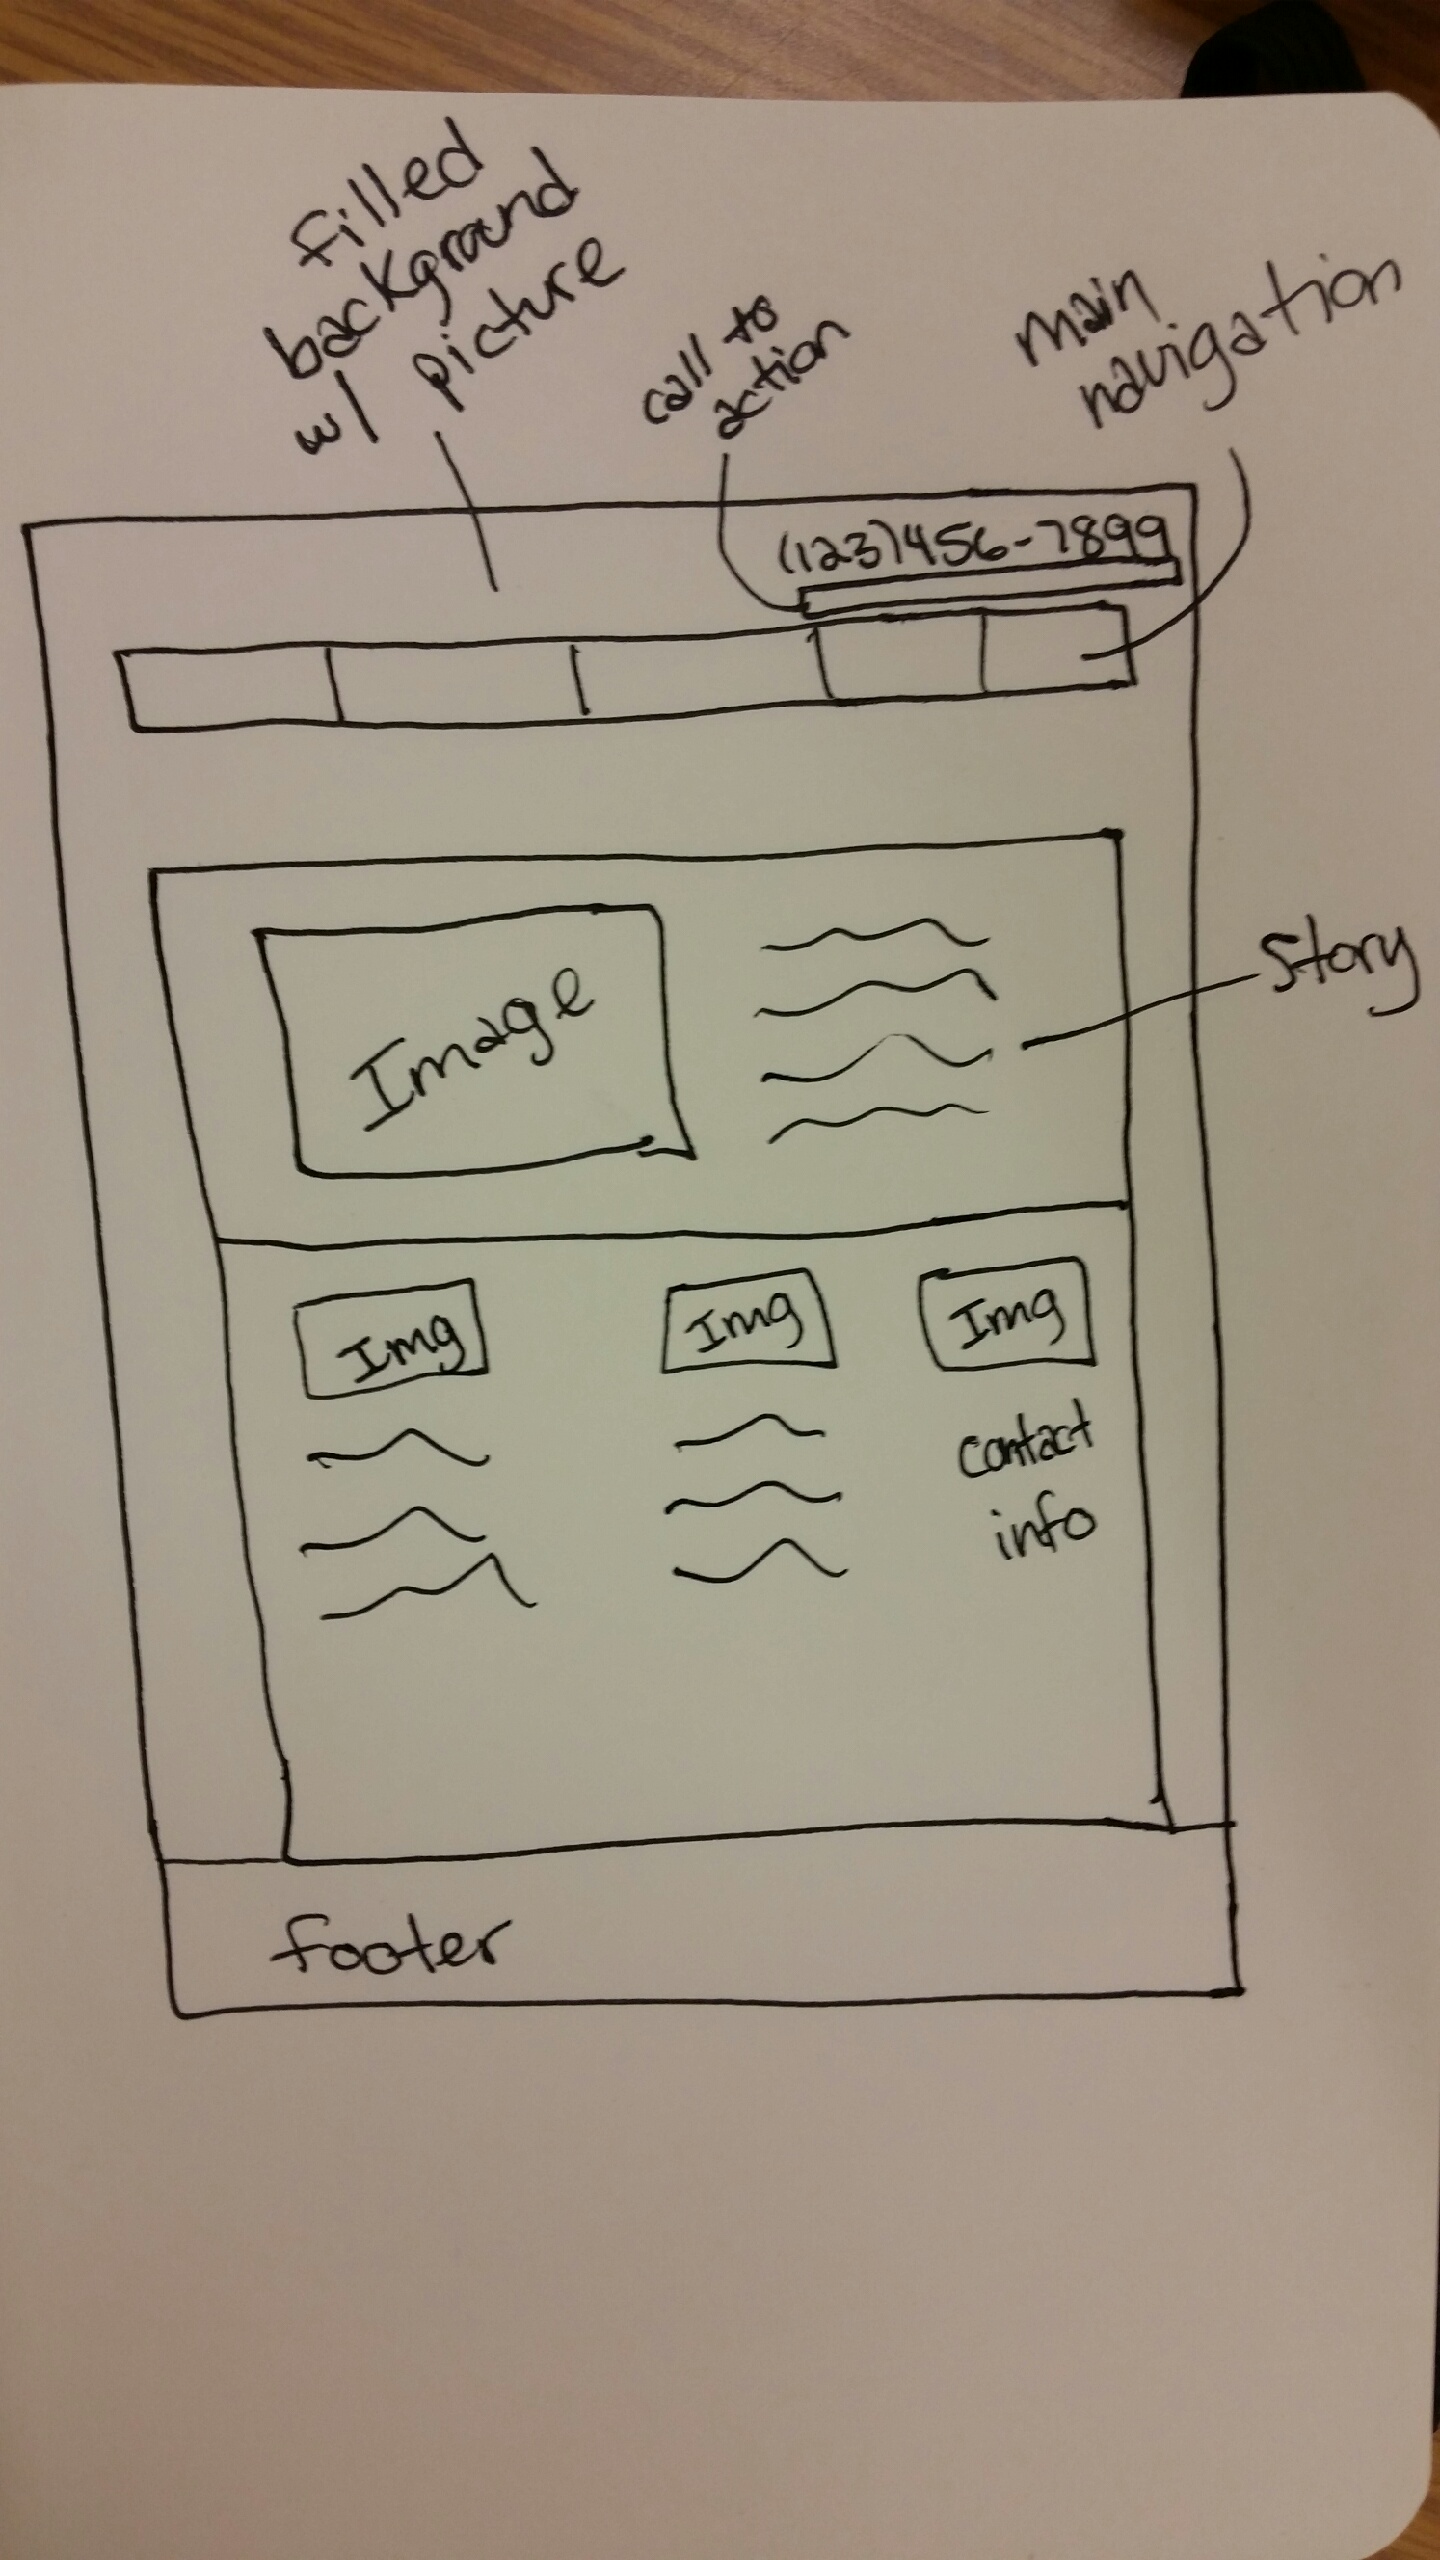 filled
background
w/ picture
call to
action
main
navigation
(123)456-7899
Image
story
Img
Img
Img
contact
info
footer